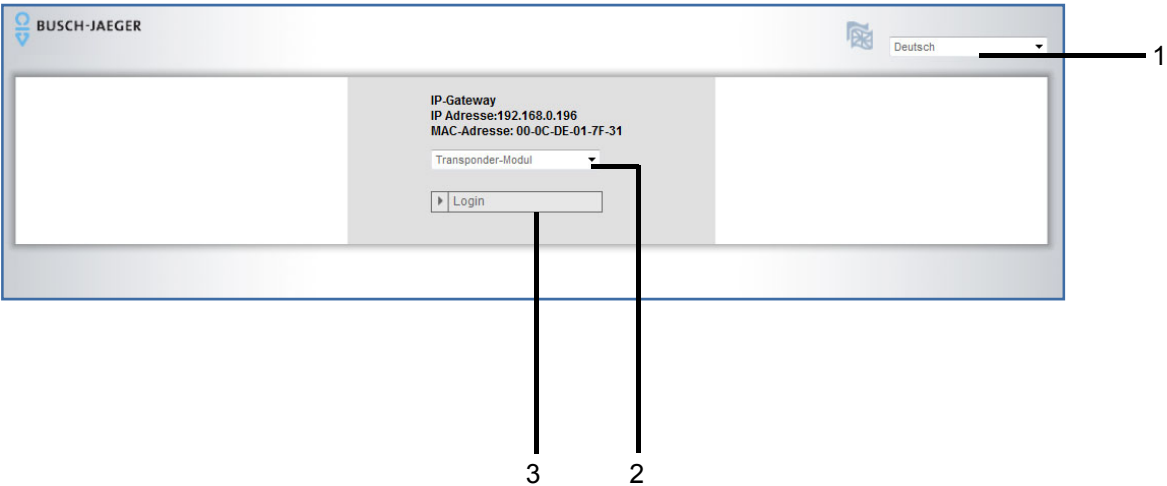 BUSCH-JAEGER
Deutsch
1
IP-Gateway
IP Adresse:192.168.0.196
MAC-Adresse: 00-0C-DE-01-7F-31
Transponder-Modul
Login
3 2